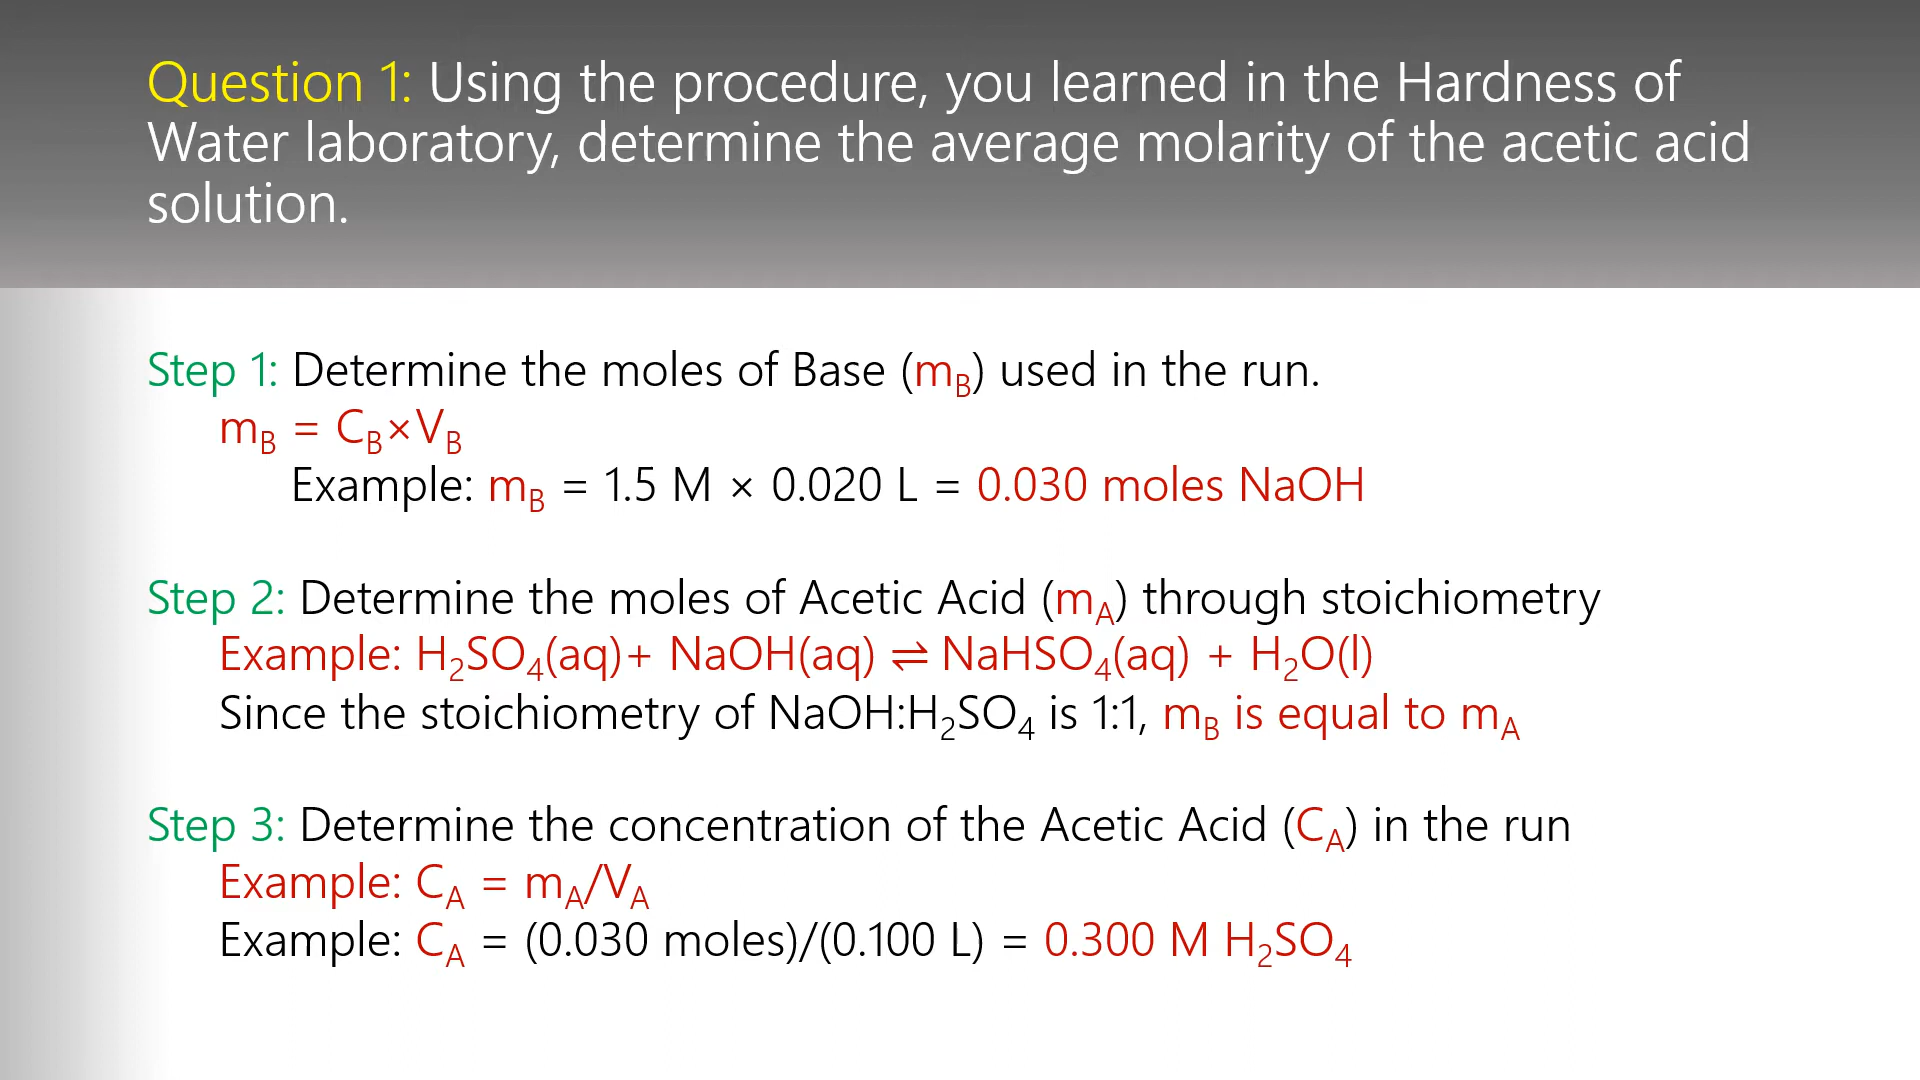 Question 1: Using the procedure, you learned in the Hardness of
Water laboratory, determine the average molarity of the acetic acid
solution.
Step 1: Determine the moles of Base (m_B) used in the run.
m_B = C_B×V_B
Example: m_B = 1.5 M × 0.020 L = 0.030 moles NaOH
Step 2: Determine the moles of Acetic Acid (m_A) through stoichiometry
Example: H₂SO₄(aq)+ NaOH(aq) ⇌ NaHSO₄(aq) + H₂O(l)
Since the stoichiometry of NaOH:H₂SO₄ is 1:1, m_B is equal to m_A
Step 3: Determine the concentration of the Acetic Acid (C_A) in the run
Example: C_A = m_A/V_A
Example: C_A = (0.030 moles)/(0.100 L) = 0.300 M H₂SO₄